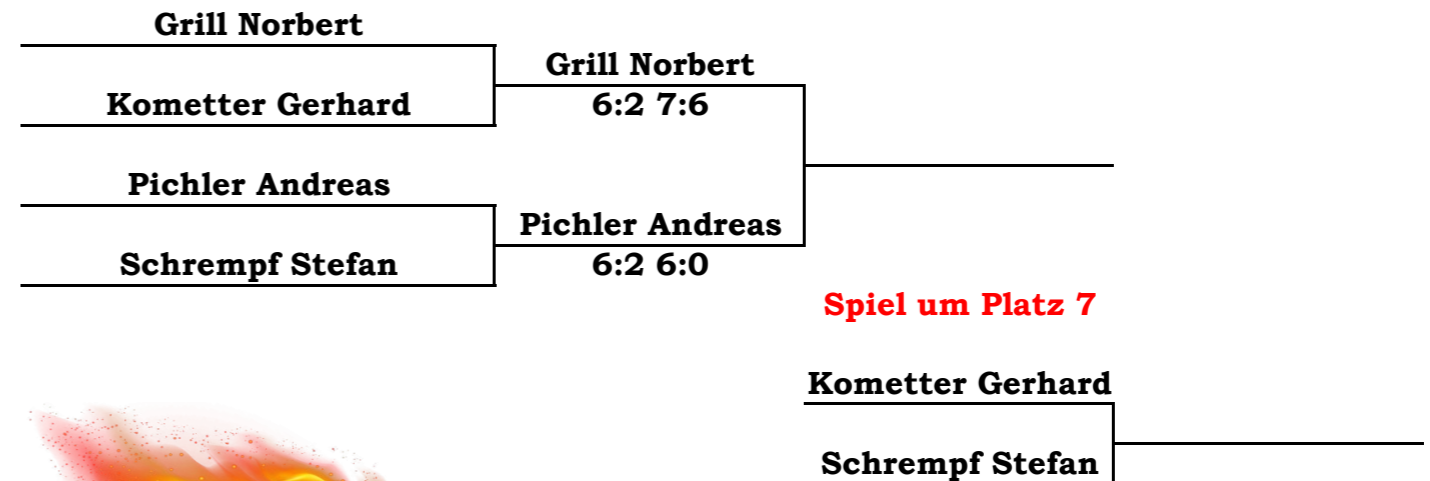 Grill Norbert
Grill Norbert
Kometter Gerhard
6:2 7:6
Pichler Andreas
Pichler Andreas
Schrempf Stefan
6:2 6:0
Spiel um Platz 7
Kometter Gerhard
Schrempf Stefan